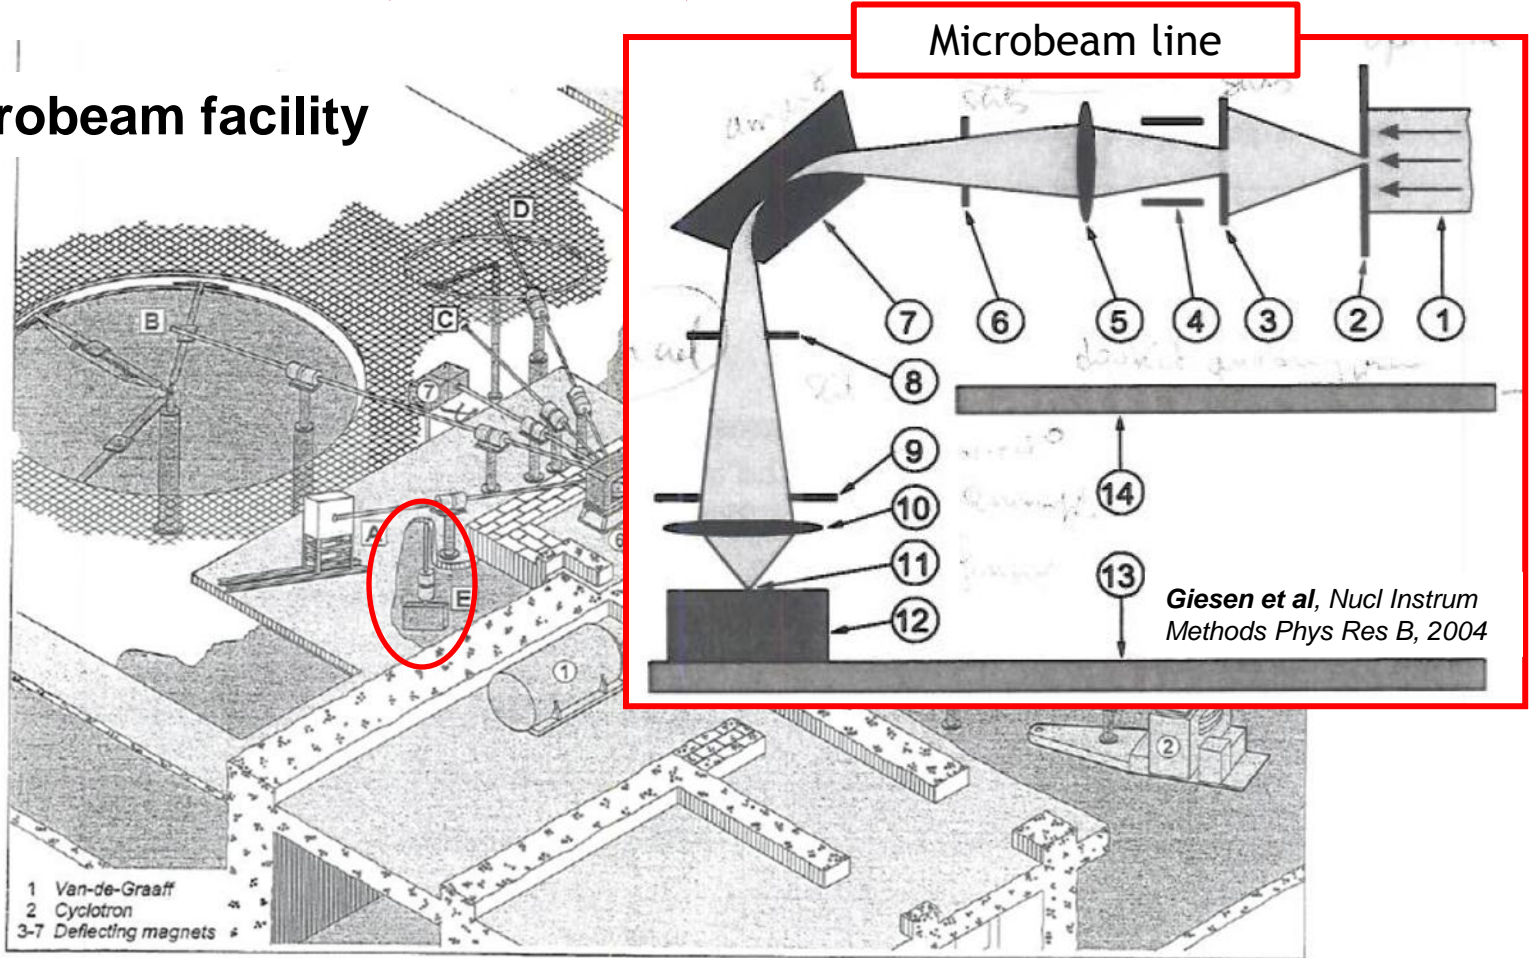 Microbeam line
robeam facility
D
C
B
7
A
E
6
1
2
7
6
5
4
3
2
1
8
9
10
11
12
14
13
Giesen et al, Nucl Instrum
Methods Phys Res B, 2004
1 Van-de-Graaff
2 Cyclotron
3-7 Deflecting magnets